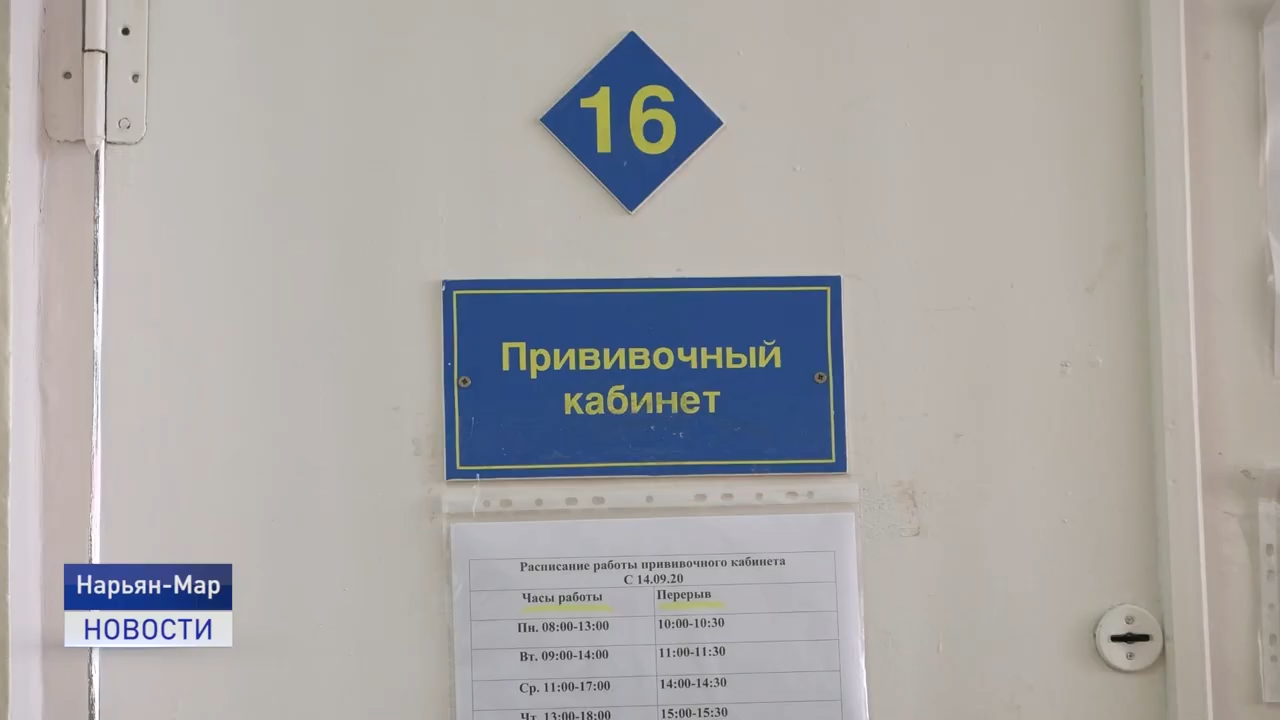 16
Прививочный
кабинет
Расписание работы прививочного кабинета
С 14.09.20
Часы работы Перерыв
Пн. 08:00-13:00 10:00-10:30
Вт. 09:00-14:00 11:00-11:30
Ср. 11:00-17:00 14:00-14:30
Чт. 13:00-18:00 15:00-15:30
Нарьян-Мар
НОВОСТИ